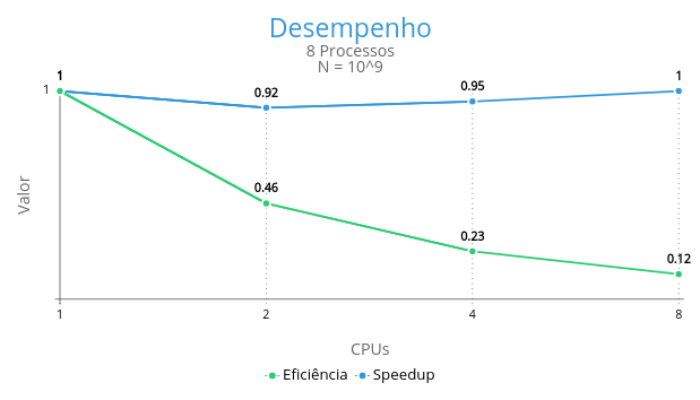 Desempenho
8 Processos
N = 10^9
1
1
0.92
0.95
1
0.46
0.23
0.12
Valor
1
2
4
8
CPUs
Eficiência
Speedup